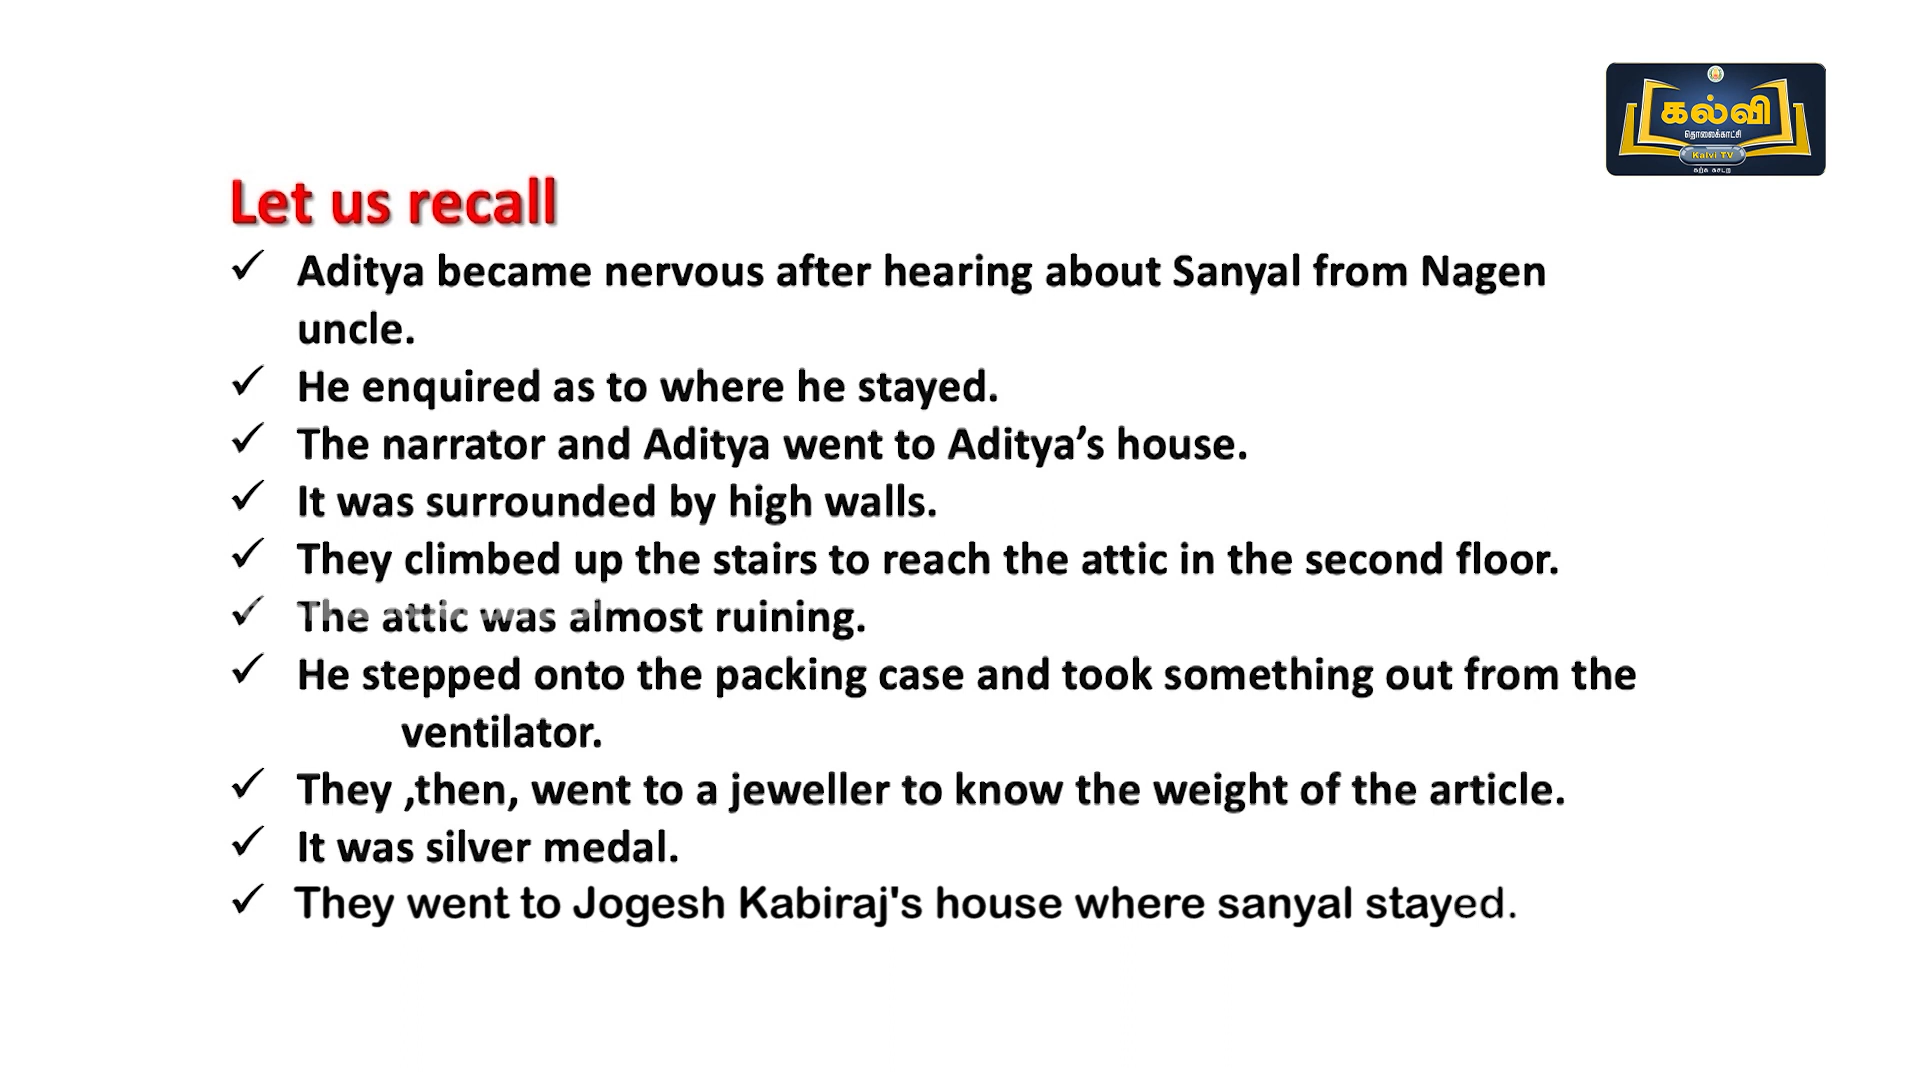 கல்வி
தொலைக்காட்சி
Kalvi TV
கற்க கசடற
Let us recall
✓ Aditya became nervous after hearing about Sanyal from Nagen
uncle.
✓ He enquired as to where he stayed.
✓ The narrator and Aditya went to Aditya’s house.
✓ It was surrounded by high walls.
✓ They climbed up the stairs to reach the attic in the second floor.
✓ The attic was almost ruining.
✓ He stepped onto the packing case and took something out from the
ventilator.
✓ They ,then, went to a jeweller to know the weight of the article.
✓ It was silver medal.
✓ They went to Jogesh Kabiraj's house where sanyal stayed.